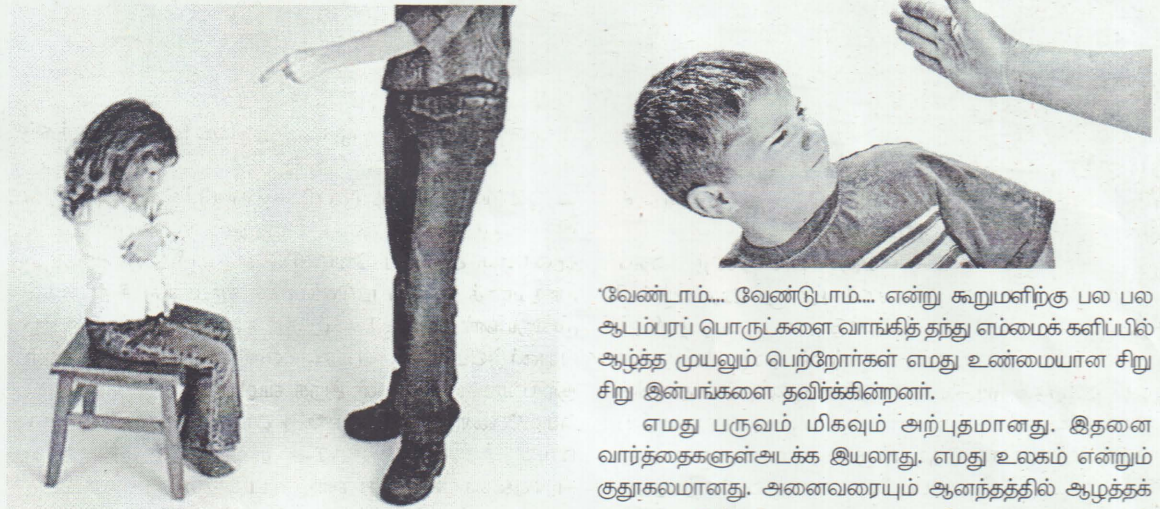 ‘வேண்டாம்.... வேண்டுடாம்.... என்று கூறுமளிற்கு பல பல
ஆடம்பரப் பொருட்களை வாங்கித் தந்து எம்மைக் களிப்பில்
ஆழ்த்த முயலும் பெற்றோர்கள் எமது உண்மையான சிறு
சிறு இன்பங்களை தவிர்க்கின்றனர்.
எமது பருவம் மிகவும் அற்புதமானது. இதனை
வார்த்தைகளுள்அடக்க இயலாது. எமது உலகம் என்றும்
குதூகலமானது. அனைவரையும் ஆனந்தத்தில் ஆழத்தக்